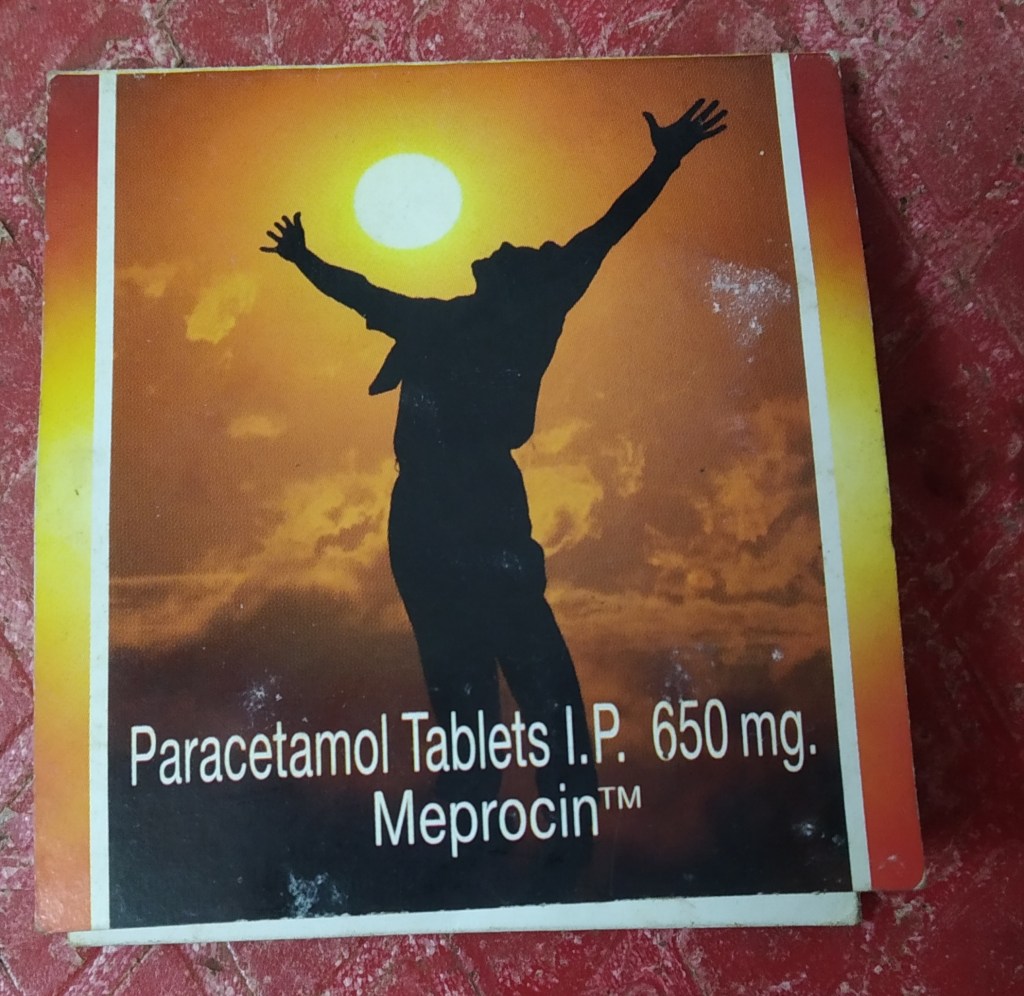 Paracetamol Tablets I.P. 650 mg.
Meprocin™